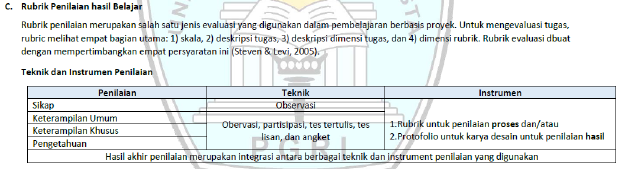 C. Rubrik Penilaian hasil Belajar
Rubrik penilaian merupakan salah satu jenis evaluasi yang digunakan dalam pembelajaran berbasis proyek. Untuk mengevaluasi tugas,
rubric melihat empat bagian utama: 1) skala, 2) deskripsi tugas, 3) deskripsi dimensi tugas, dan 4) dimensi rubrik. Rubrik evaluasi dbuat
dengan mempertimbangkan empat persyaratan ini (Steven & Levi, 2005).
Teknik dan Instrumen Penilaian
Penilaian Teknik Instrumen
Sikap Observasi
Keterampilan Umum
Keterampilan Khusus
Pengetahuan
Obervasi, partisipasi, tes tertulis, tes
lisan, dan angket
1.Rubrik untuk penilaian proses dan/atau
2.Protofolio untuk karya desain untuk penilaian hasil
Hasil akhir penilaian merupakan integrasi antara berbagai teknik dan instrument penilaian yang digunakan
PGRI